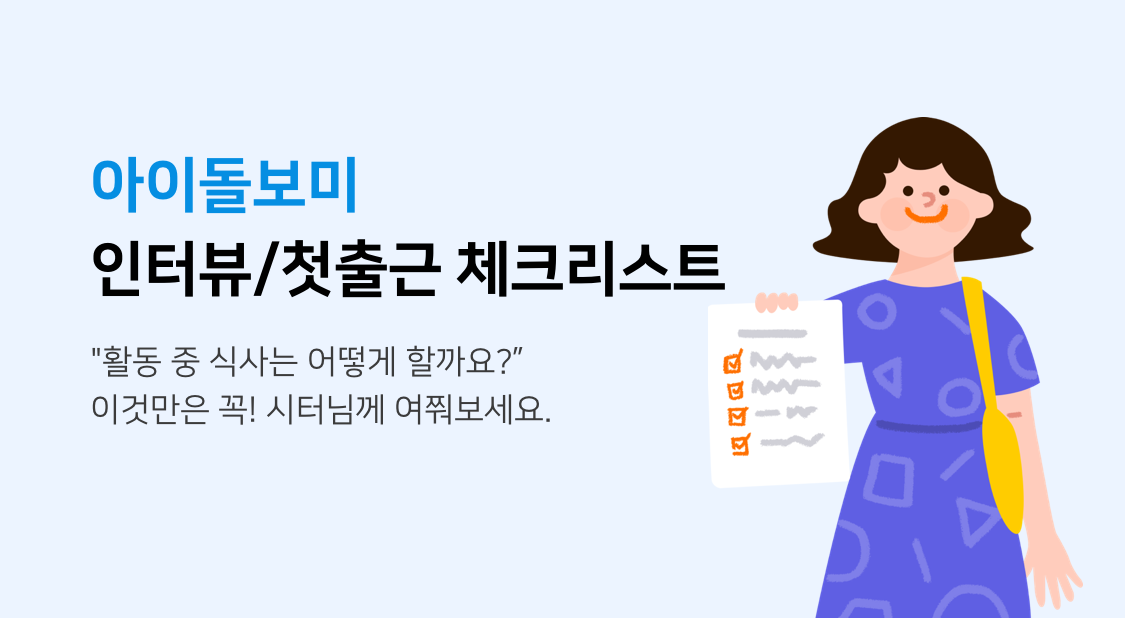 아이돌보미
인터뷰/첫출근 체크리스트
"활동 중 식사는 어떻게 할까요?”
이것만은 꼭! 시터님께 여쭤보세요.